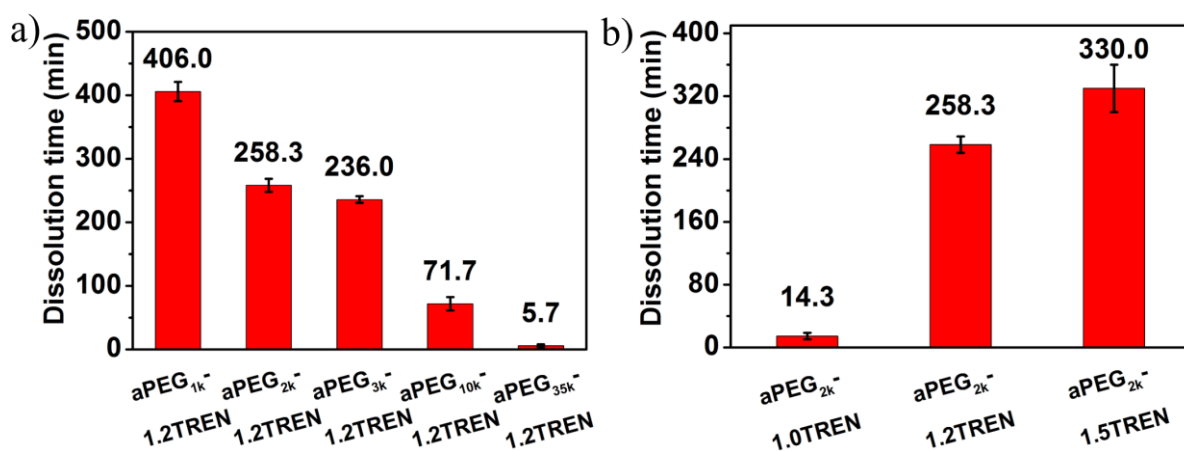 a)
Dissolution time (min)
500
400
300
200
100
0
406.0
258.3
236.0
71.7
5.7
aPEG1k-
1.2TREN
aPEG2k-
1.2TREN
aPEG3k-
1.2TREN
aPEG10k-
1.2TREN
aPEG35k-
1.2TREN
b)
Dissolution time (min)
400
320
240
160
80
0
14.3
258.3
330.0
aPEG2k-
1.0TREN
aPEG2k-
1.2TREN
aPEG2k-
1.5TREN